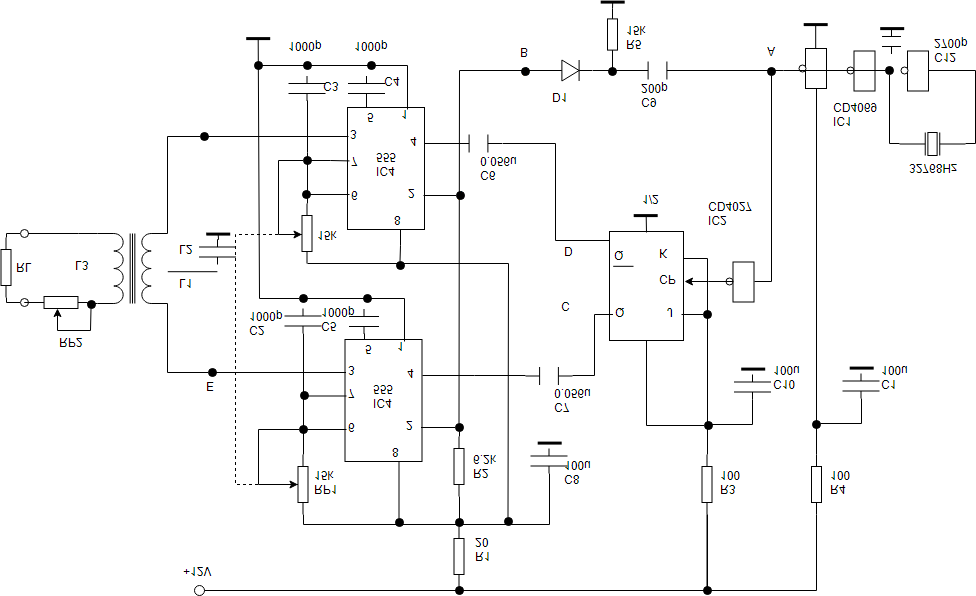 1000p
1000p
C3
C4
5
1
3
7
6
555
IC4
4
2
8
15k
0.056u
C6
B
D1
15k
R5
200p
C9
A
CD4069
IC1
2700p
C12
32768Hz
CD4027
IC2
1/2
Q
K
CP
Q
J
D
C
RL
L3
RP2
L2
L1
E
1000p
C2
1000p
C5
5
1
3
7
6
555
IC4
4
2
8
15k
RP1
0.056u
C7
6.2k
R2
100u
C8
20
R1
100u
C10
100u
C1
100
R3
100
R4
+12V